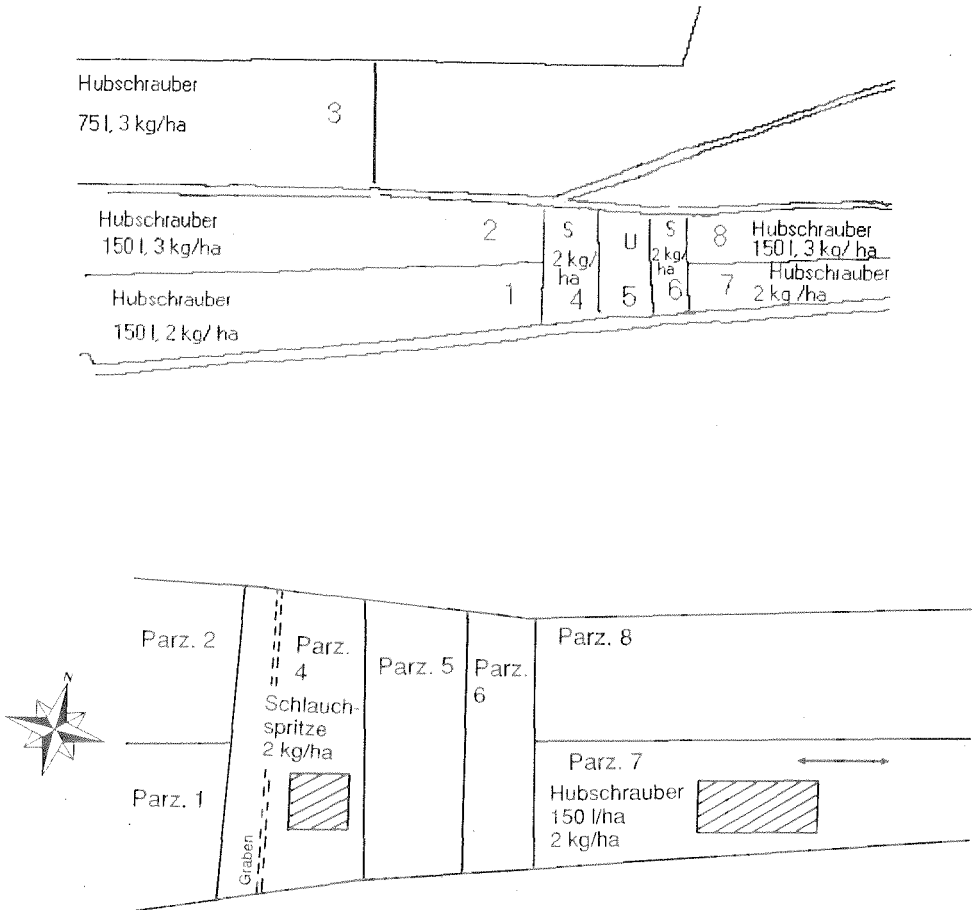 Hubschrauber
75 l, 3 kg/ha
3
Hubschrauber
150 l, 3 kg/ha
2
Hubschrauber
150 l, 2 kg/ ha
1
S
2 kg/
ha
4
U
5
S
2 kg/
ha
6
8
Hubschrauber
150 l, 3 kg/ ha
7
Hubschrauber
2 kg /ha
Parz. 2
Parz. 1
N
Graben
Parz.
4
Schlauch-
spritze
2 kg/ha
Parz. 5
Parz.
6
Parz. 8
Parz. 7
Hubschrauber
150 l/ha
2 kg/ha